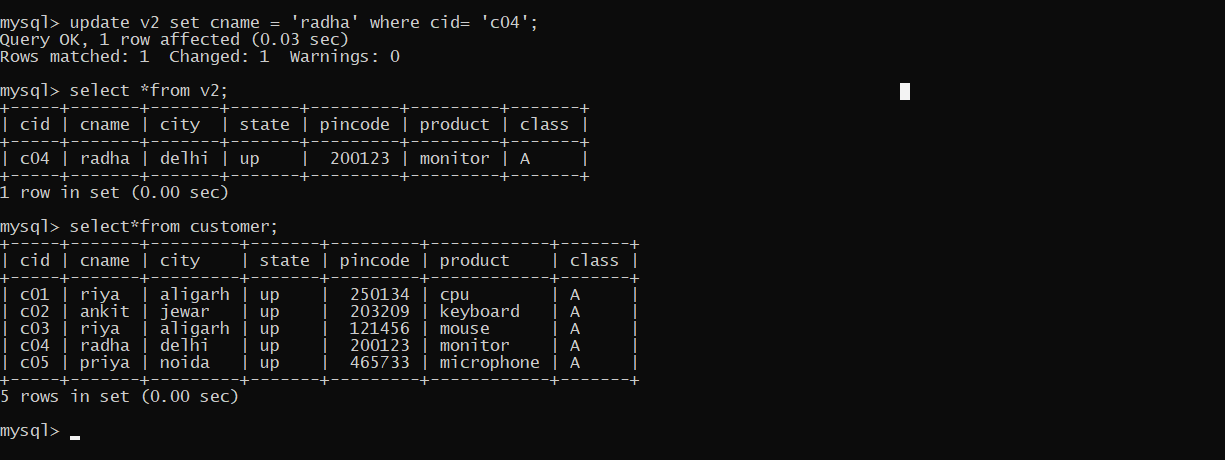 mysql> update v2 set cname = 'radha' where cid= 'c04';
Query OK, 1 row affected (0.03 sec)
Rows matched: 1  Changed: 1  Warnings: 0
mysql> select *from v2;
+-----+-------+-------+-------+---------+---------+-------+
| cid | cname | city  | state | pincode | product | class |
+-----+-------+-------+-------+---------+---------+-------+
| c04 | radha | delhi | up    |  200123 | monitor | A     |
+-----+-------+-------+-------+---------+---------+-------+
1 row in set (0.00 sec)
mysql> select*from customer;
+-----+-------+---------+-------+---------+------------+-------+
| cid | cname | city    | state | pincode | product    | class |
+-----+-------+---------+-------+---------+------------+-------+
| c01 | riya  | aligarh | up    |  250134 | cpu        | A     |
| c02 | ankit | jewar   | up    |  203209 | keyboard   | A     |
| c03 | riya  | aligarh | up    |  121456 | mouse      | A     |
| c04 | radha | delhi   | up    |  200123 | monitor    | A     |
| c05 | priya | noida   | up    |  465733 | microphone | A     |
+-----+-------+---------+-------+---------+------------+-------+
5 rows in set (0.00 sec)
mysql>